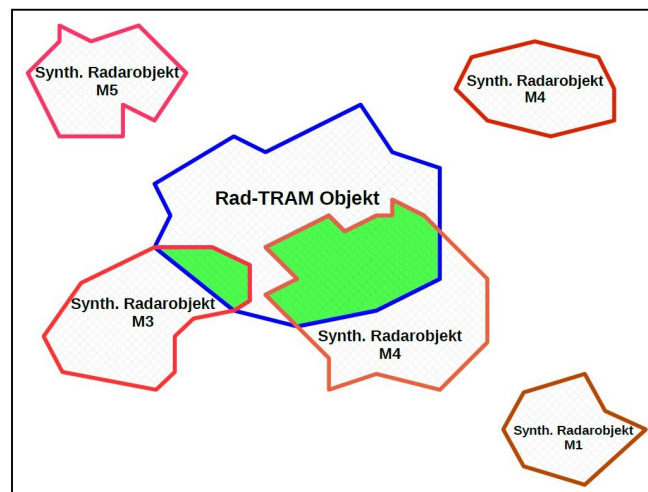 Synth. Radarobjekt
M5
Synth. Radarobjekt
M4
Rad-TRAM Objekt
Synth. Radarobjekt
M3
Synth. Radarobjekt
M4
Synth. Radarobjekt
M1